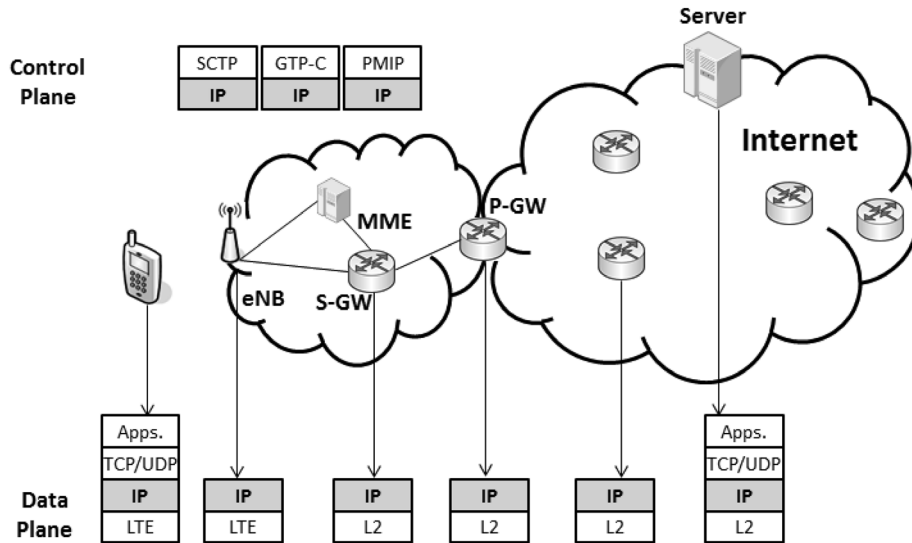 Server
Control
Plane
SCTP GTP-C PMIP
IP IP IP
Internet
P-GW
MME
eNB
S-GW
Apps.
TCP/UDP
IP
LTE
IP
LTE
IP
L2
IP
L2
IP
L2
Apps.
TCP/UDP
IP
L2
Data
Plane